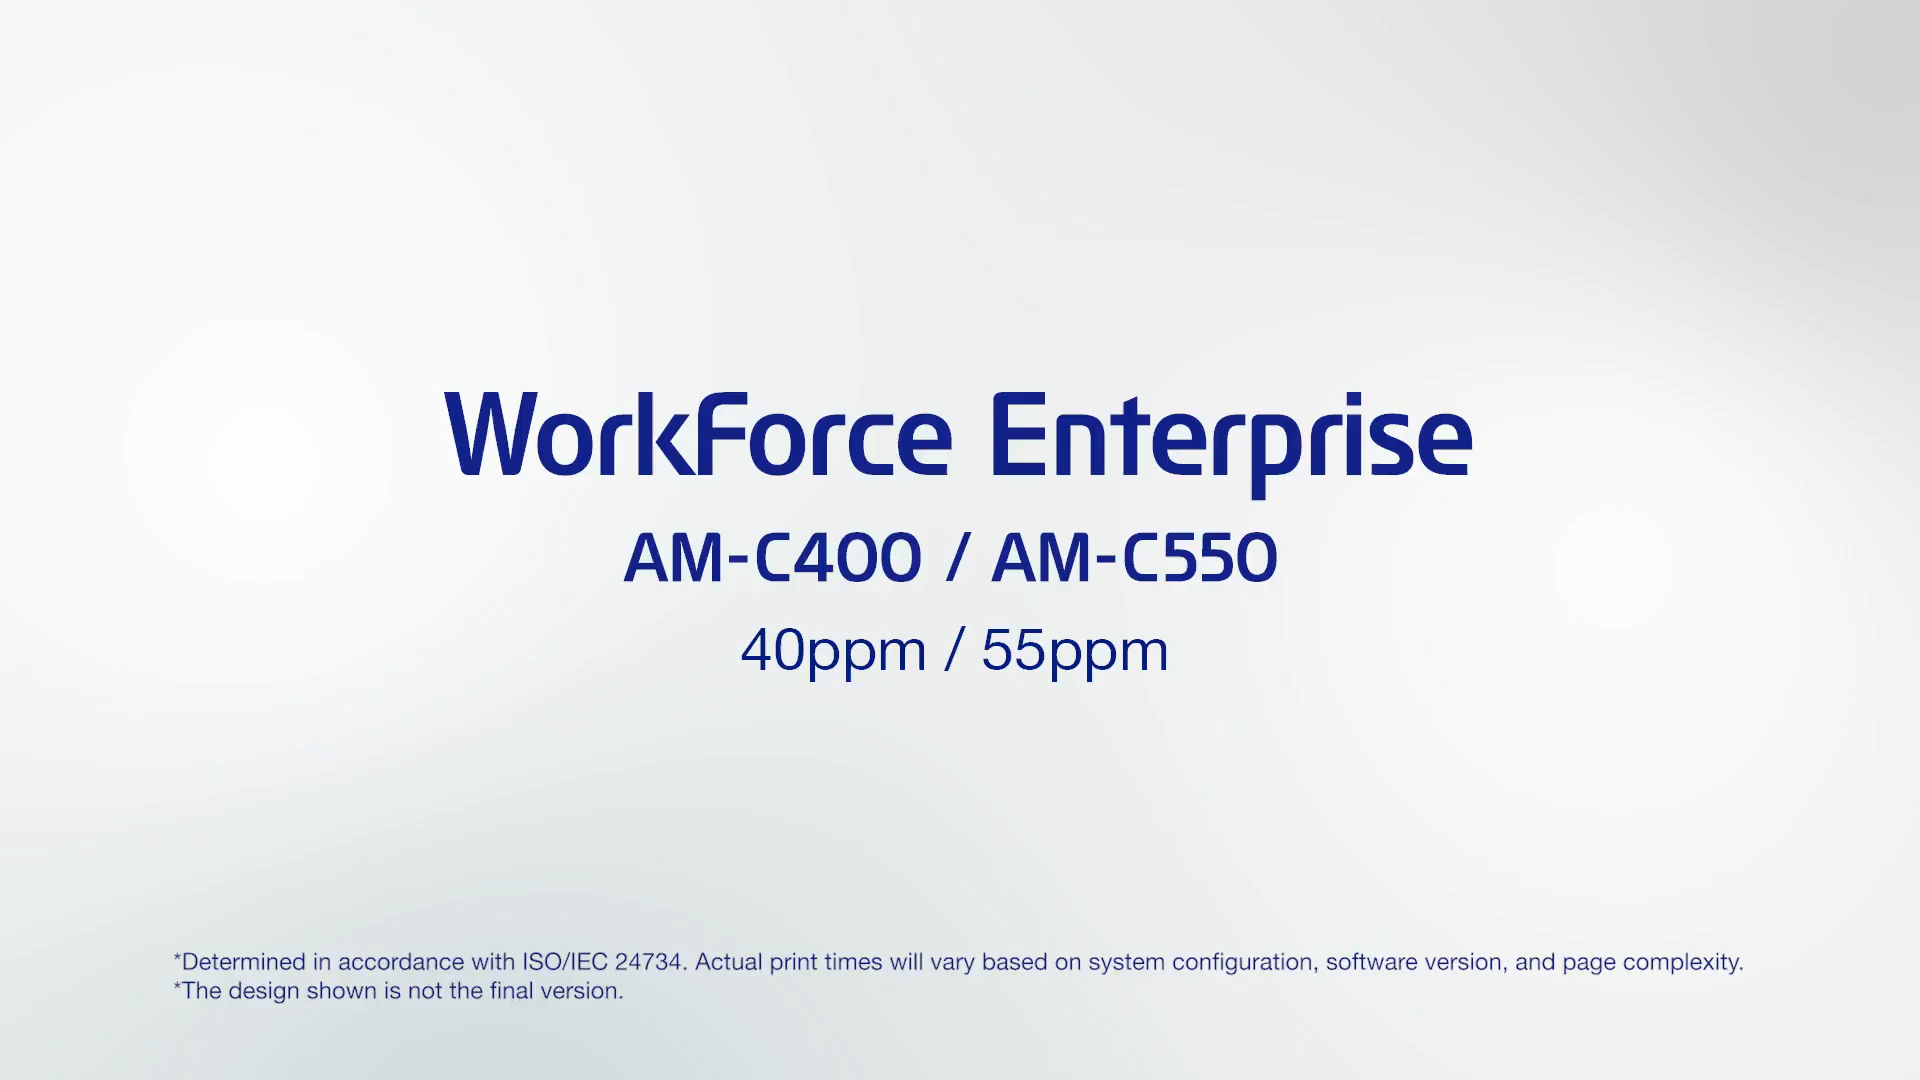 WorkForce Enterprise
AM-C400 / AM-C550
40ppm / 55ppm
*Determined in accordance with ISO/IEC 24734. Actual print times will vary based on system configuration, software version, and page complexity.
*The design shown is not the final version.